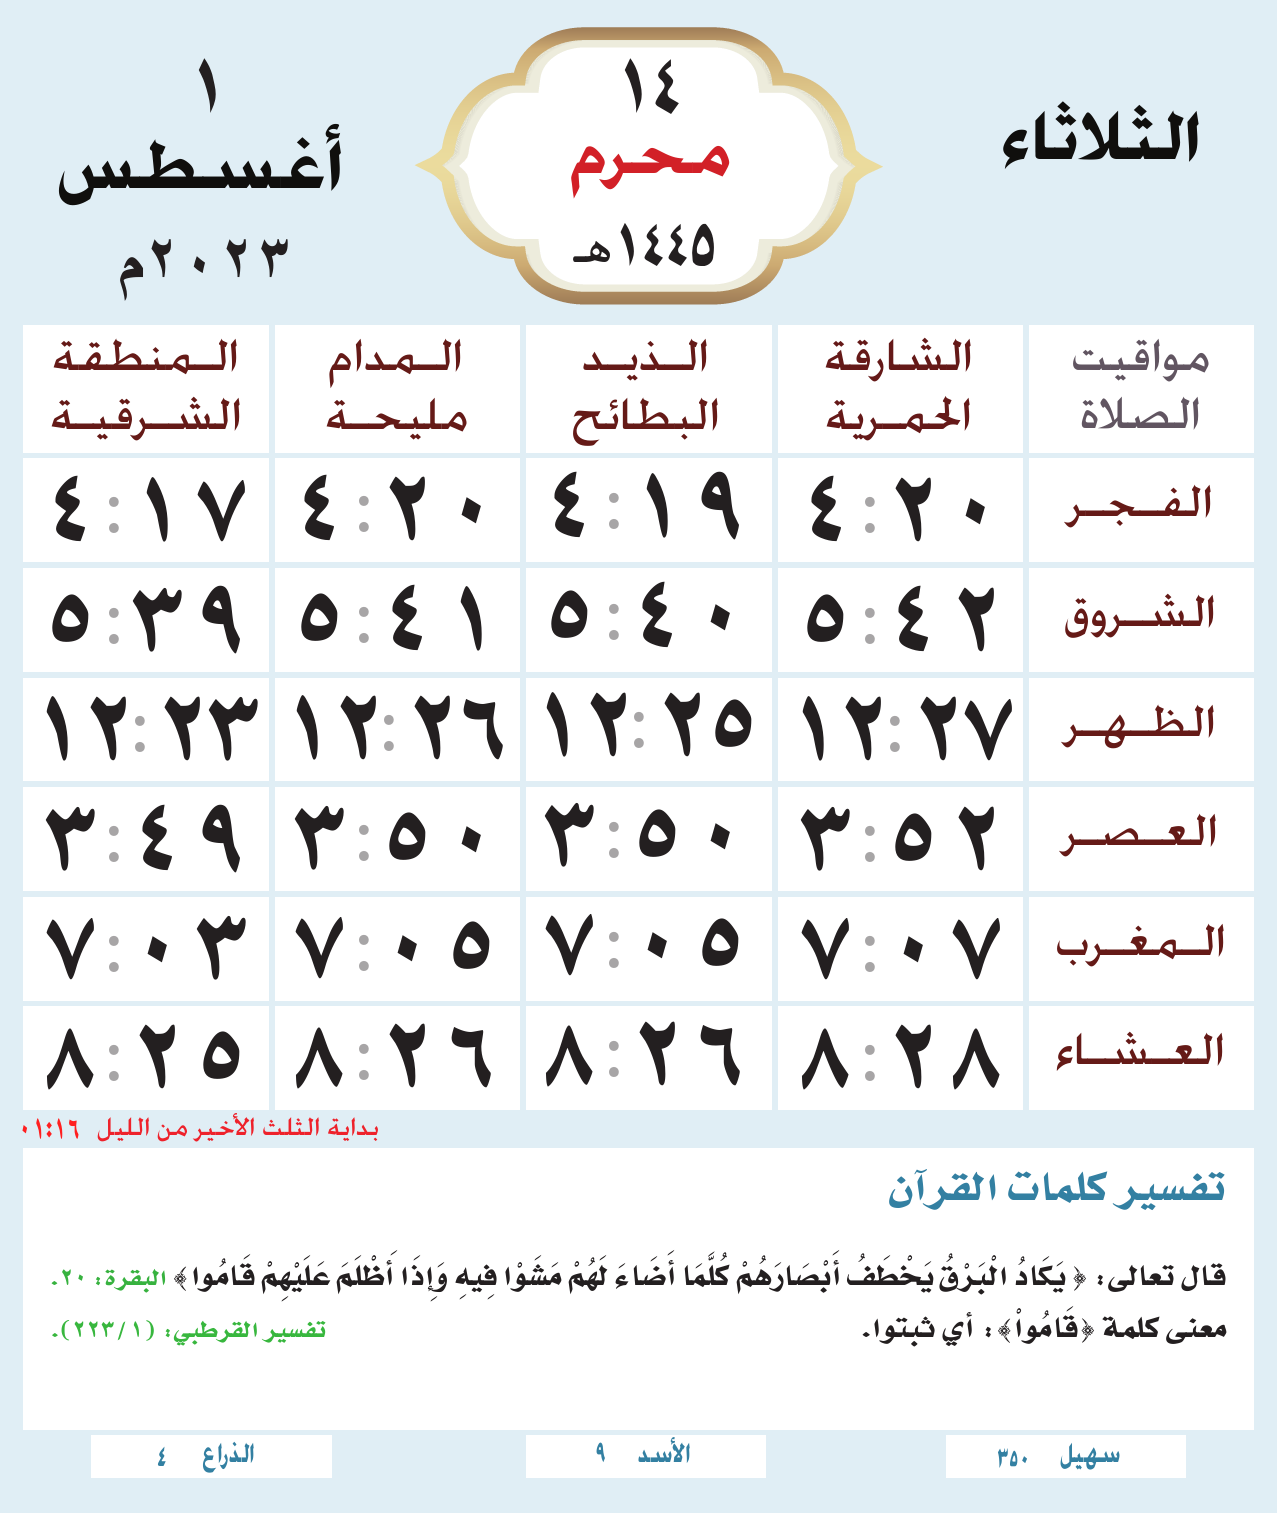 الثلاثاء
١٤
محرم
١٤٤٥هـ
١
أغسطس
٢٠٢٣م
مواقيت الصلاة الشارقة الحمرية الذيد البطائح المدام مليحة المنطقة الشرقية
الفجر ٤:٢٠ ٤:١٩ ٤:٢٠ ٤:١٧
الشروق ٥:٤٢ ٥:٤٠ ٥:٤١ ٥:٣٩
الظهر ١٢:٢٧ ١٢:٢٥ ١٢:٢٦ ١٢:٢٣
العصر ٣:٥٢ ٣:٥٠ ٣:٥٠ ٣:٤٩
المغرب ٧:٠٧ ٧:٠٥ ٧:٠٥ ٧:٠٣
العشاء ٨:٢٨ ٨:٢٦ ٨:٢٦ ٨:٢٥
بداية الثلث الأخير من الليل ٠١:١٦
تفسير كلمات القرآن
قال تعالى: ﴿يَكَادُ الْبَرْقُ يَخْطَفُ أَبْصَارَهُمْ كُلَّمَا أَضَاءَ لَهُمْ مَشَوْا فِيهِ وَإِذَا أَظْلَمَ عَلَيْهِمْ قَامُوا﴾ البقرة: ٢٠.
معنى كلمة ﴿قَامُواْ﴾: أي ثبتوا. تفسير القرطبي: (٢٢٣/١).
سهيل ٣٥٠ الأسد ٩ الذراع ٤